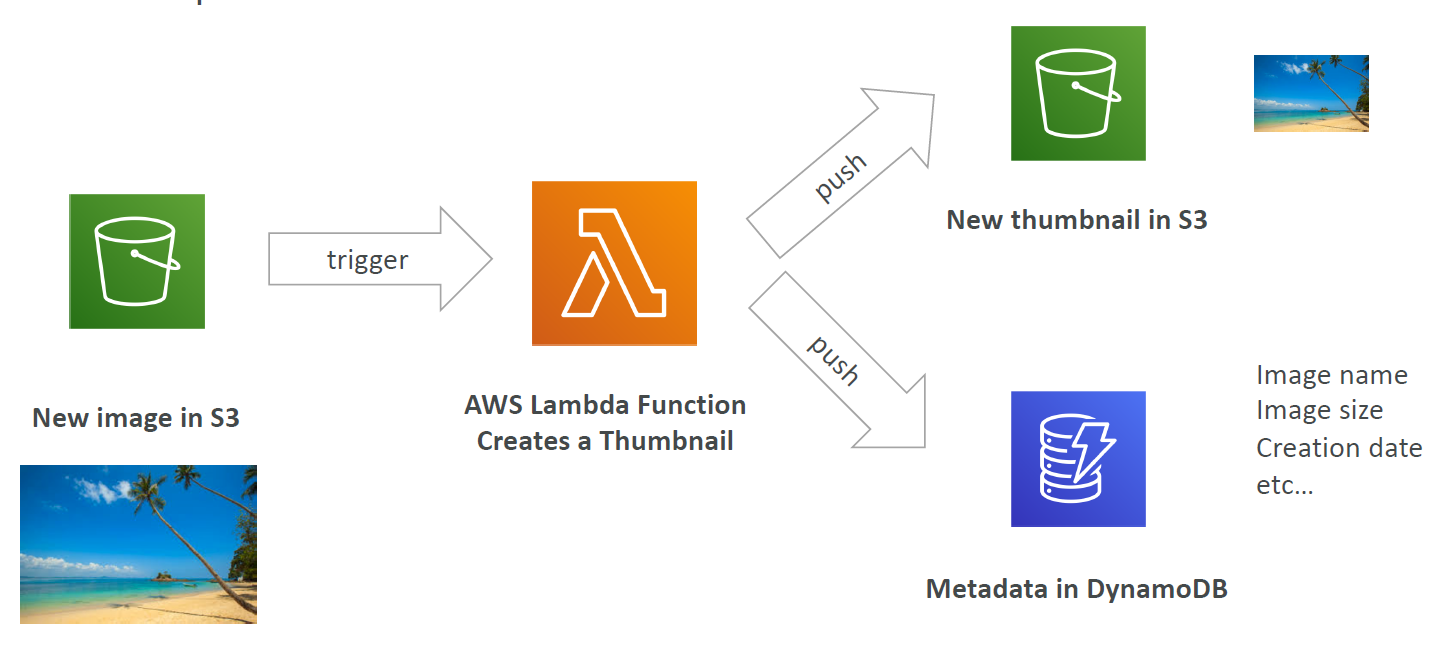 trigger
push
push
New image in S3
AWS Lambda Function
Creates a Thumbnail
New thumbnail in S3
Image name
Image size
Creation date
etc...
Metadata in DynamoDB